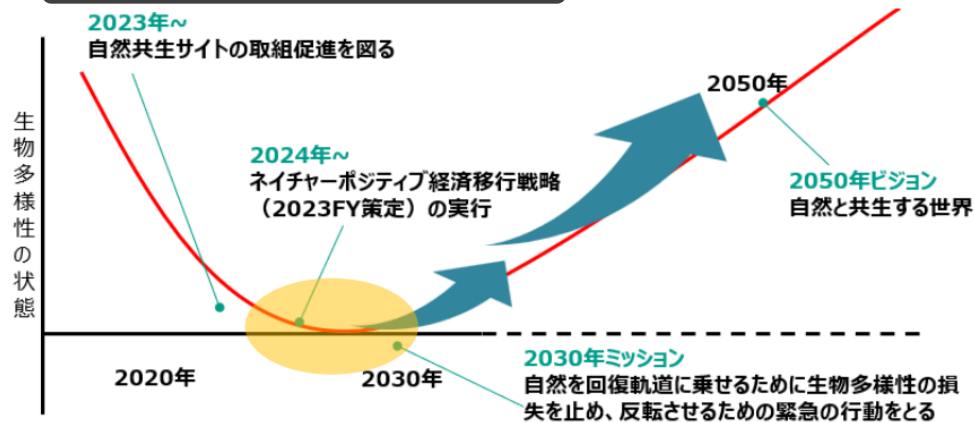 2023年~
自然共生サイトの取組促進を図る
2050年
2024年~
ネイチャーポジティブ経済移行戦略
（2023FY策定）の実行
2050年ビジョン
自然と共生する世界
生物多様性の状態
2020年
2030年
2030年ミッション
自然を回復軌道に乗せるために生物多様性の損
失を止め、反転させるための緊急の行動をとる